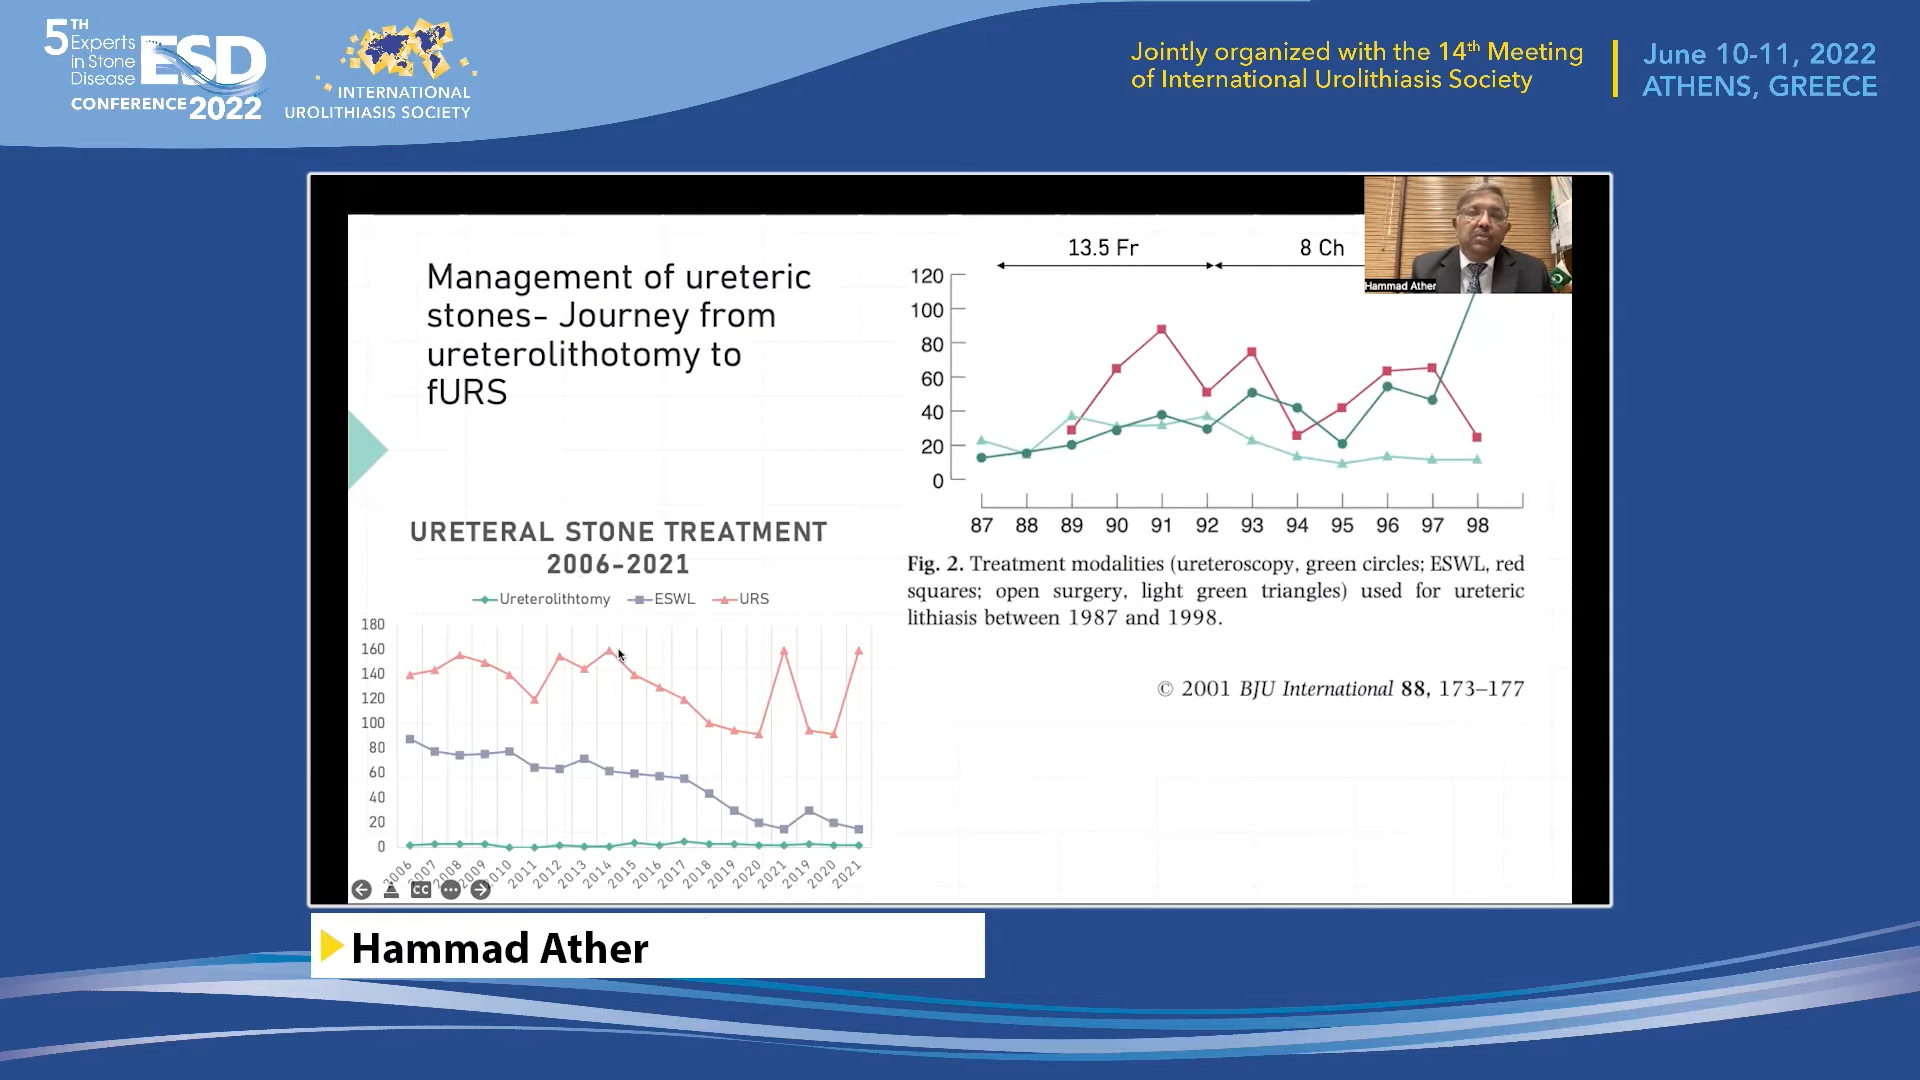 5TH Experts in Stone Disease ESD
CONFERENCE 2022
INTERNATIONAL
UROLITHIASIS SOCIETY
Jointly organized with the 14th Meeting
of International Urolithiasis Society
June 10-11, 2022
ATHENS, GREECE
Management of ureteric
stones- Journey from
ureterolithotomy to
fURS
13.5 Fr
8 Ch
Hammad Ather
120
100
80
60
40
20
0
87 88 89 90 91 92 93 94 95 96 97 98
Fig. 2. Treatment modalities (ureteroscopy, green circles; ESWL, red
squares; open surgery, light green triangles) used for ureteric
lithiasis between 1987 and 1998.
© 2001 BJU International 88, 173–177
URETERAL STONE TREATMENT
2006-2021
Ureterolithtomy ESWL URS
180
160
140
120
100
80
60
40
20
0
2006 2007 2008 2009 2010 2011 2012 2013 2014 2015 2016 2017 2018 2019 2020 2021 2019 2020 2021
CC
Hammad Ather